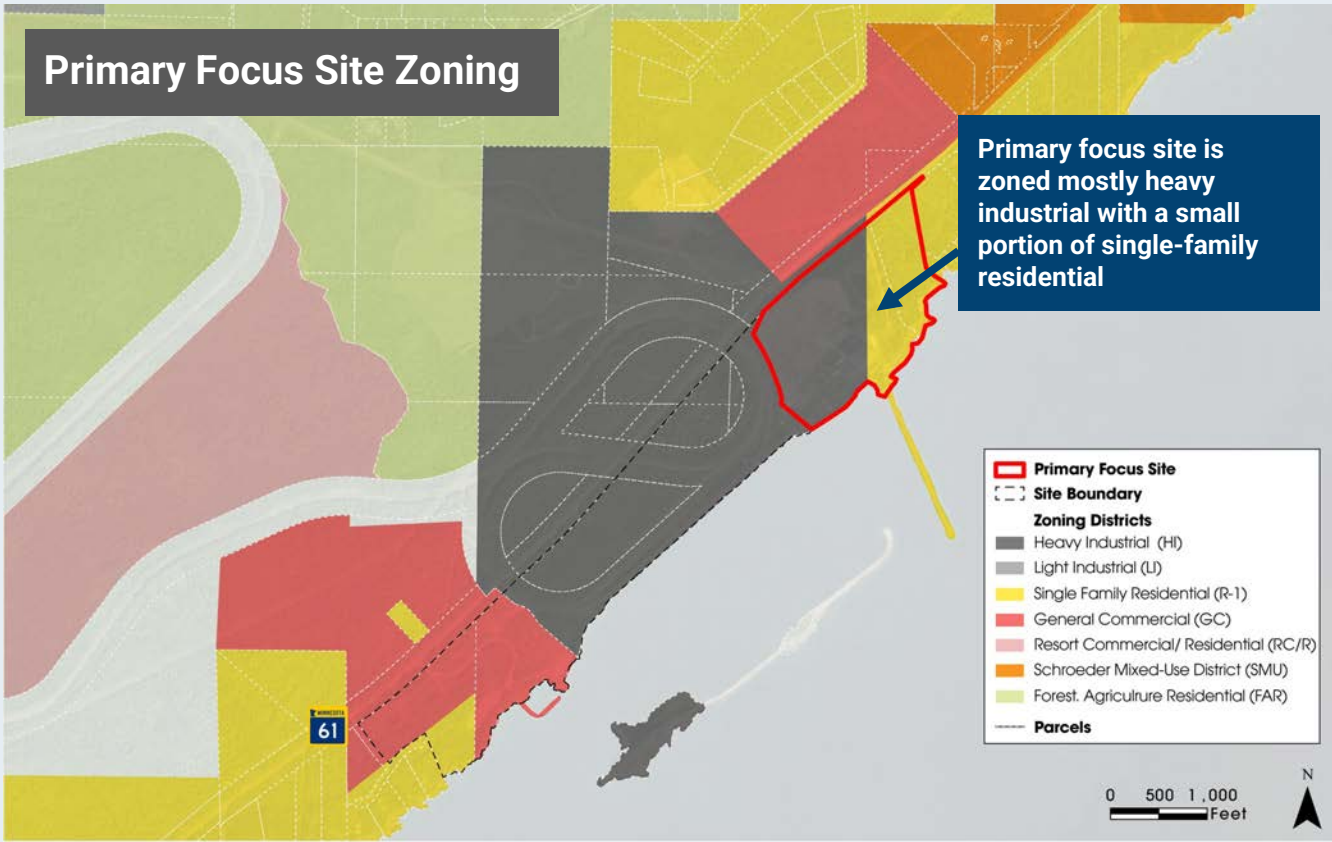 Primary Focus Site Zoning
Primary focus site is
zoned mostly heavy
industrial with a small
portion of single-family
residential
MINNESOTA
61
Primary Focus Site
Site Boundary
Zoning Districts
Heavy Industrial (HI)
Light Industrial (LI)
Single Family Residential (R-1)
General Commercial (GC)
Resort Commercial/ Residential (RC/R)
Schroeder Mixed-Use District (SMU)
Forest. Agriculrure Residential (FAR)
Parcels
0 500 1,000
Feet
N